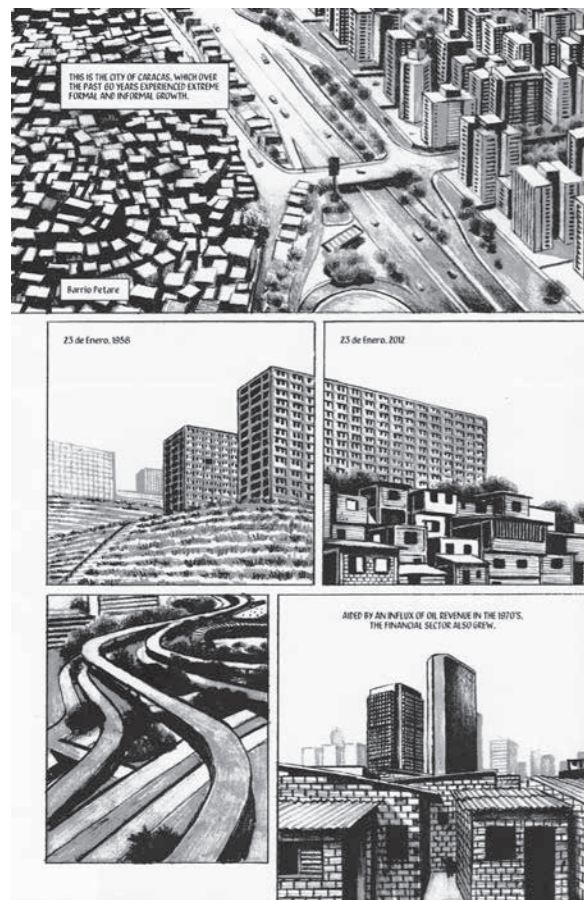 THIS IS THE CITY OF CARACAS, WHICH OVER
THE PAST 60 YEARS EXPERIENCED EXTREME
FORMAL AND INFORMAL GROWTH.
Barrio Petare
23 de Enero, 1958
23 de Enero, 2012
AIDED BY AN INFLUX OF OIL REVENUE IN THE 1970'S,
THE FINANCIAL SECTOR ALSO GREW.